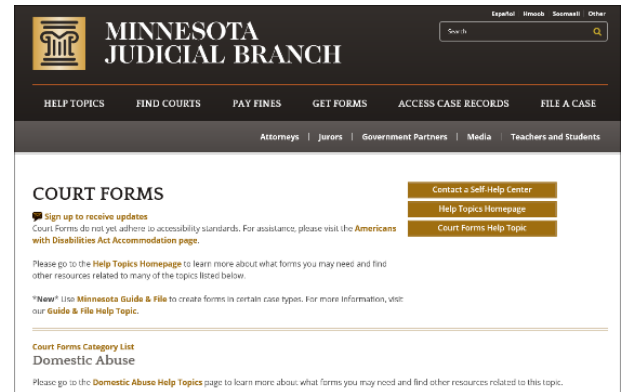 Español Hmoob Soomaali Other
MINNESOTA
JUDICIAL BRANCH
Search
HELP TOPICS FIND COURTS PAY FINES GET FORMS ACCESS CASE RECORDS FILE A CASE
Attorneys | Jurors | Government Partners | Media | Teachers and Students
COURT FORMS
Contact a Self-Help Center
Help Topics Homepage
Court Forms Help Topic
Sign up to receive updates
Court Forms do not yet adhere to accessibility standards. For assistance, please visit the Americans
with Disabilities Act Accommodation page.
Please go to the Help Topics Homepage to learn more about what forms you may need and find
other resources related to many of the topics listed below.
*New* Use Minnesota Guide & File to create forms in certain case types. For more information, visit
our Guide & File Help Topic.
Court Forms Category List
Domestic Abuse
Please go to the Domestic Abuse Help Topics page to learn more about what forms you may need and find other resources related to this topic.